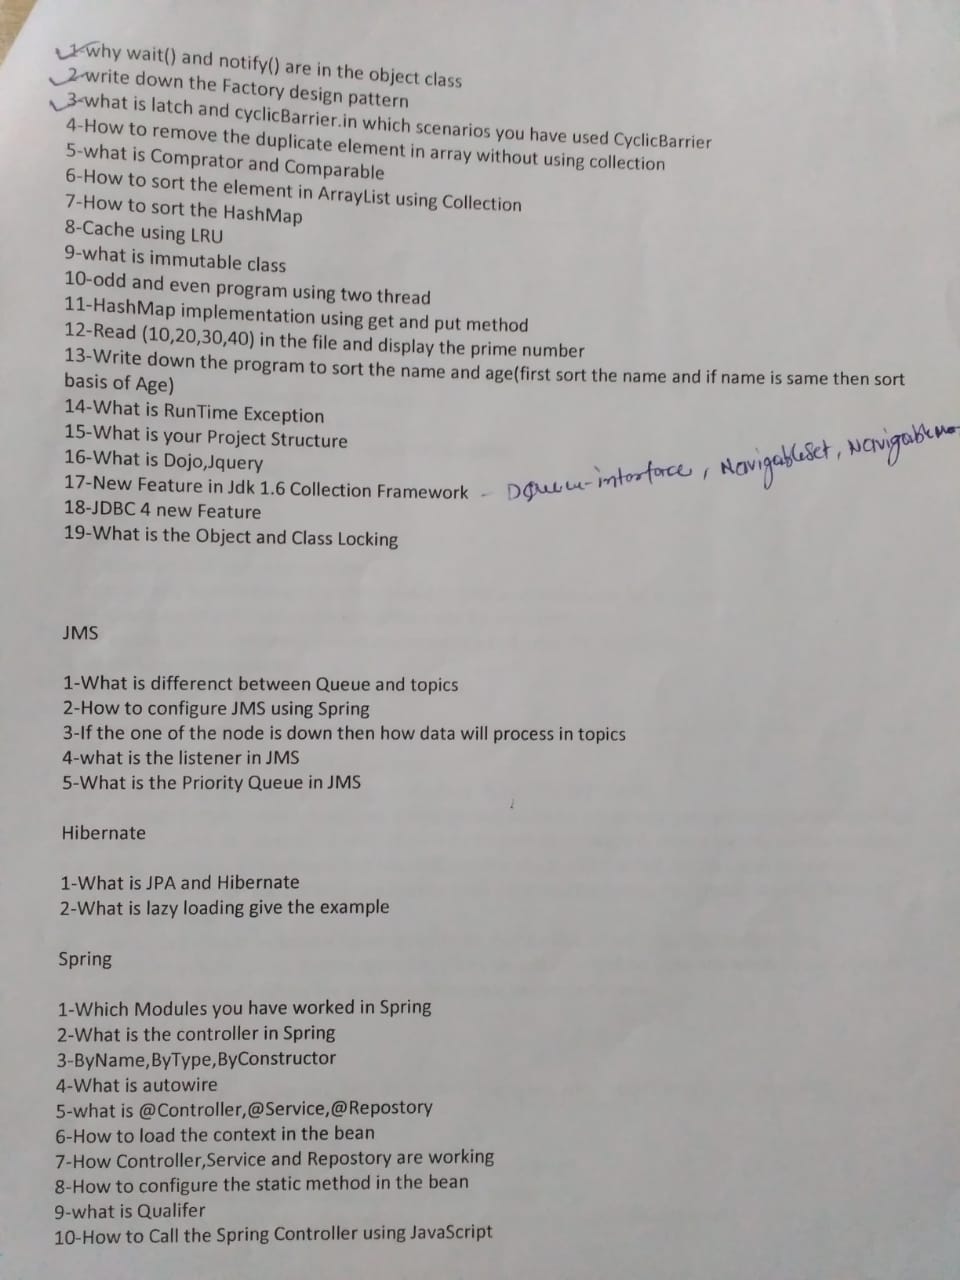 1-why wait() and notify() are in the object class
2-write down the Factory design pattern
3-what is latch and cyclicBarrier.in which scenarios you have used CyclicBarrier
4-How to remove the duplicate element in array without using collection
5-what is Comprator and Comparable
6-How to sort the element in ArrayList using Collection
7-How to sort the HashMap
8-Cache using LRU
9-what is immutable class
10-odd and even program using two thread
11-HashMap implementation using get and put method
12-Read (10,20,30,40) in the file and display the prime number
13-Write down the program to sort the name and age(first sort the name and if name is same then sort
basis of Age)
14-What is RunTime Exception
15-What is your Project Structure
16-What is Dojo,Jquery
17-New Feature in Jdk 1.6 Collection Framework - interface, NavigableSet,
18-JDBC 4 new Feature
19-What is the Object and Class Locking
JMS
1-What is differenct between Queue and topics
2-How to configure JMS using Spring
3-If the one of the node is down then how data will process in topics
4-what is the listener in JMS
5-What is the Priority Queue in JMS
Hibernate
1-What is JPA and Hibernate
2-What is lazy loading give the example
Spring
1-Which Modules you have worked in Spring
2-What is the controller in Spring
3-ByName,ByType,ByConstructor
4-What is autowire
5-what is @Controller,@Service,@Repostory
6-How to load the context in the bean
7-How Controller,Service and Repostory are working
8-How to configure the static method in the bean
9-what is Qualifer
10-How to Call the Spring Controller using JavaScript